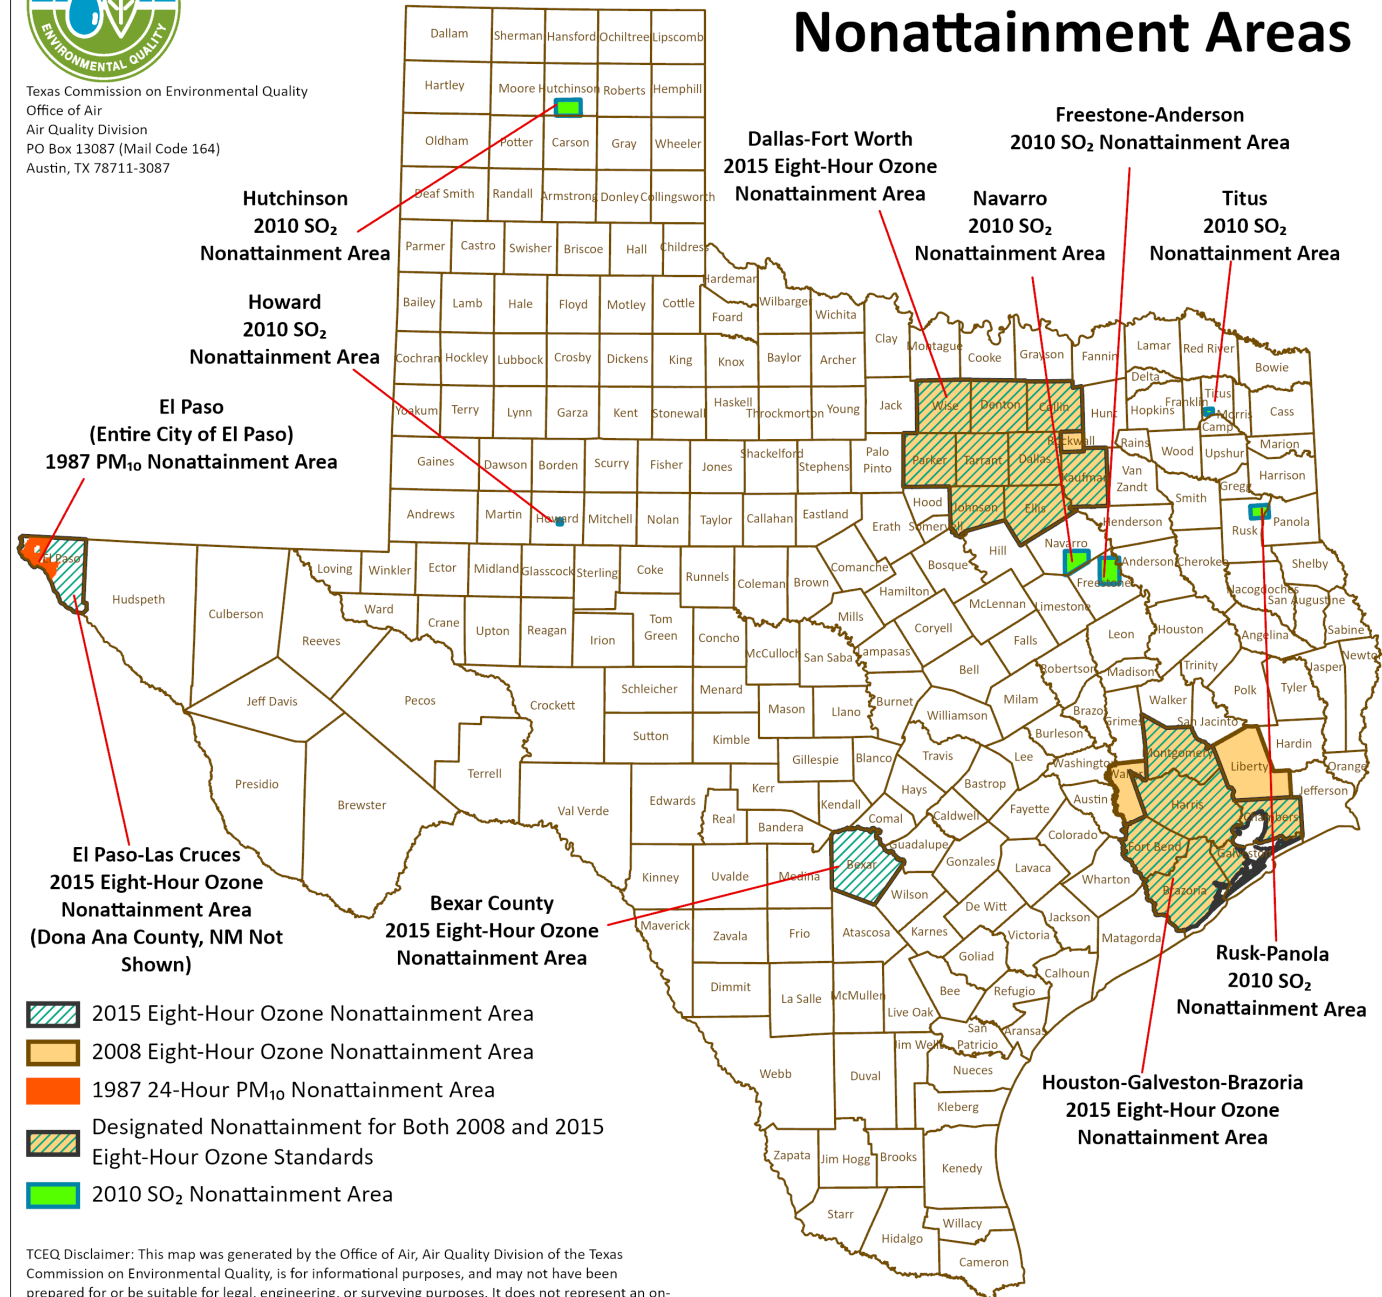 Nonattainment Areas
ENVIRONMENTAL QUALITY
Texas Commission on Environmental Quality
Office of Air
Air Quality Division
PO Box 13087 (Mail Code 164)
Austin, TX 78711-3087
Hutchinson
2010 SO₂
Nonattainment Area
Howard
2010 SO₂
Nonattainment Area
El Paso
(Entire City of El Paso)
1987 PM₁₀ Nonattainment Area
Dallas-Fort Worth
2015 Eight-Hour Ozone
Nonattainment Area
Freestone-Anderson
2010 SO₂ Nonattainment Area
Navarro
2010 SO₂
Nonattainment Area
Titus
2010 SO₂
Nonattainment Area
Dallam Sherman Hansford Ochiltree Lipscomb
Hartley Moore Hutchinson Roberts Hemphill
Oldham Potter Carson Gray Wheeler
Deaf Smith Randall Armstrong Donley Collingsworth
Parmer Castro Swisher Briscoe Hall Childress
Hardeman
Bailey Lamb Hale Floyd Motley Cottle Foard Wilbarger Wichita
Clay Montague Cooke Grayson Fannin Lamar Red River Bowie
Cochran Hockley Lubbock Crosby Dickens King Knox Baylor Archer
Delta Franklin Titus Morris Cass
Yoakum Terry Lynn Garza Kent Stonewall Haskell Throckmorton Young Jack Wise Denton Collin Hunt Hopkins
Camp
Rockwall Rains Wood Upshur Marion
Gaines Dawson Borden Scurry Fisher Jones Shackelford Stephens Palo
Pinto
Parker Tarrant Dallas Kaufman Van
Zandt
Smith Gregg Harrison
Andrews Martin Howard Mitchell Nolan Taylor Callahan Eastland Erath Hood Somervell Johnson Ellis Henderson Rusk Panola
El Paso Hudspeth Culberson Reeves Loving Winkler Ector Midland Glasscock Sterling Coke Runnels Coleman Brown Comanche Bosque Hill Navarro Freestone Anderson Cherokee Shelby
Nacogdoches San Augustine
Ward Crane Upton Reagan Irion Tom
Green
Concho McCulloch San Saba Mills Hamilton Coryell McLennan Limestone Falls Leon Houston Angelina Sabine
Lampasas Bell Robertson Madison Trinity Jasper
Jeff Davis Pecos Crockett Schleicher Menard Mason Llano Burnet Williamson Milam Grimes Walker San Jacinto Polk Tyler
Sutton Kimble Gillespie Blanco Travis Lee Burleson Washington Montgomery Liberty Hardin Orange
Presidio Brewster Terrell Val Verde Edwards Kerr Real Bandera Kendall Hays Comal Caldwell Bastrop Fayette Austin Harris Jefferson
Colorado Fort Bend
Kinney Uvalde Medina Bexar Guadalupe Gonzales Lavaca Wharton Brazoria
Wilson De Witt Jackson Matagorda
Maverick Zavala Frio Atascosa Karnes Victoria
Goliad Calhoun
Dimmit La Salle McMullen Live Oak Bee Refugio
San
Patricio
Aransas
Webb Duval Nueces
Kleberg
Zapata Jim Hogg Brooks Kenedy
Starr Hidalgo Willacy
Cameron
El Paso-Las Cruces
2015 Eight-Hour Ozone
Nonattainment Area
(Dona Ana County, NM Not
Shown)
Bexar County
2015 Eight-Hour Ozone
Nonattainment Area
Rusk-Panola
2010 SO₂
Nonattainment Area
Houston-Galveston-Brazoria
2015 Eight-Hour Ozone
Nonattainment Area
2015 Eight-Hour Ozone Nonattainment Area
2008 Eight-Hour Ozone Nonattainment Area
1987 24-Hour PM₁₀ Nonattainment Area
Designated Nonattainment for Both 2008 and 2015
Eight-Hour Ozone Standards
2010 SO₂ Nonattainment Area
TCEQ Disclaimer: This map was generated by the Office of Air, Air Quality Division of the Texas
Commission on Environmental Quality, is for informational purposes, and may not have been
prepared for or be suitable for legal, engineering, or surveying purposes. It does not represent an on-